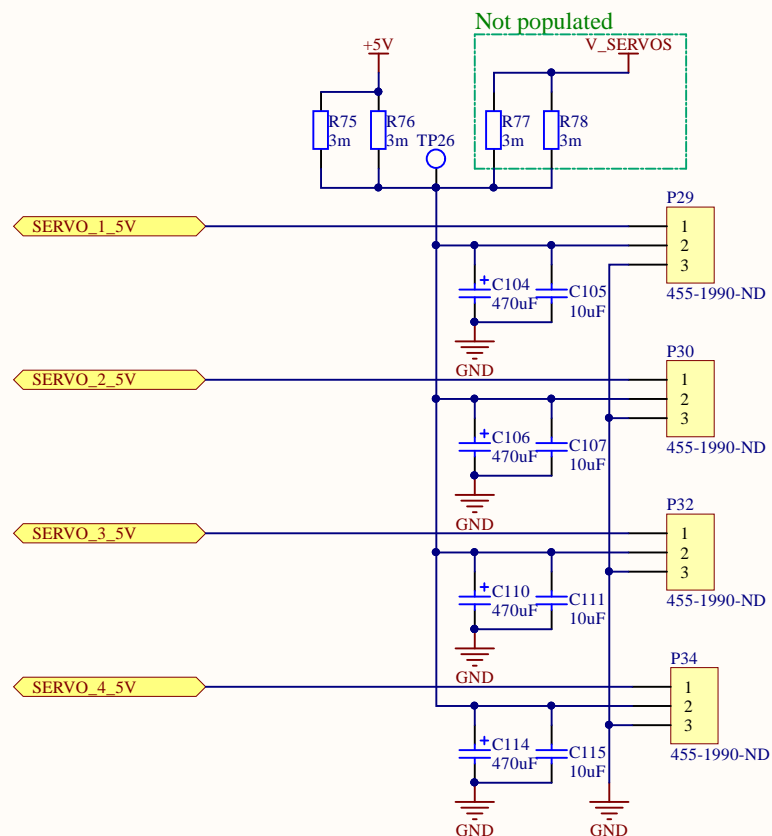 Not populated
+5V
V_SERVOS
R75
3m
R76
3m
TP26
R77
3m
R78
3m
P29
SERVO_1_5V
1
2
3
+
C104
470uF
C105
10uF
455-1990-ND
GND
P30
SERVO_2_5V
1
2
3
+
C106
470uF
C107
10uF
455-1990-ND
GND
P32
SERVO_3_5V
1
2
3
+
C110
470uF
C111
10uF
455-1990-ND
GND
P34
SERVO_4_5V
1
2
3
+
C114
470uF
C115
10uF
455-1990-ND
GND
GND